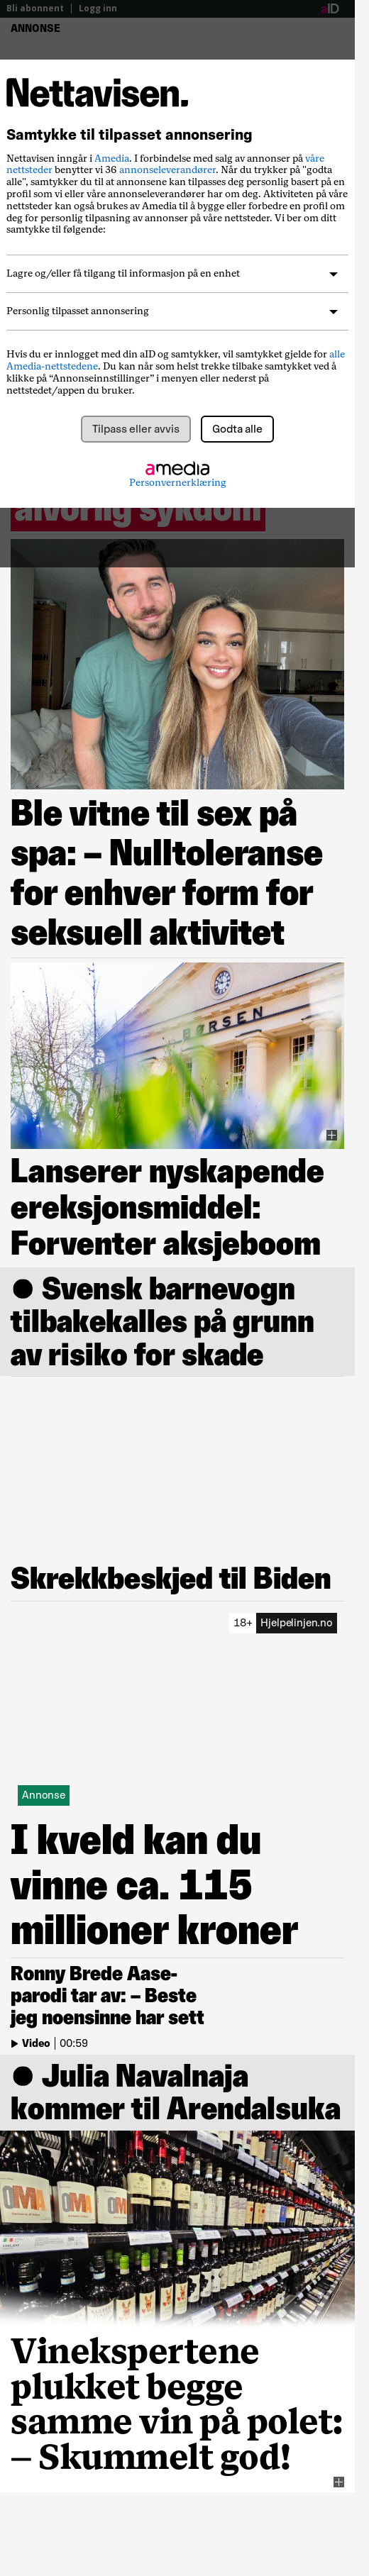 Bli abonnent | Logg inn
aID
ANNONSE
Nettavisen.
Samtykke til tilpasset annonsering
Nettavisen inngår i Amedia. I forbindelse med salg av annonser på våre
nettsteder benytter vi 36 annonseleverandører. Når du trykker på "godta
alle", samtykker du til at annonsene kan tilpasses deg personlig basert på en
profil som vi eller våre annonseleverandører har om deg. Aktiviteten på våre
nettsteder kan også brukes av Amedia til å bygge eller forbedre en profil om
deg for personlig tilpasning av annonser på våre nettsteder. Vi ber om ditt
samtykke til følgende:
Lagre og/eller få tilgang til informasjon på en enhet
Personlig tilpasset annonsering
Hvis du er innlogget med din aID og samtykker, vil samtykket gjelde for alle
Amedia-nettstedene. Du kan når som helst trekke tilbake samtykket ved å
klikke på “Annonseinnstillinger” i menyen eller nederst på
nettstedet/appen du bruker.
Tilpass eller avvis
Godta alle
amedia
Personvernerklæring
alvorlig sykdom
Ble vitne til sex på
spa: – Nulltoleranse
for enhver form for
seksuell aktivitet
BØRSEN
Lanserer nyskapende
ereksjonsmiddel:
Forventer aksjeboom
● Svensk barnevogn
tilbakekalles på grunn
av risiko for skade
Skrekkbeskjed til Biden
18+ Hjelpelinjen.no
Annonse
I kveld kan du
vinne ca. 115
millioner kroner
Ronny Brede Aase-
parodi tar av: – Beste
jeg noensinne har sett
Video | 00:59
● Julia Navalnaja
kommer til Arendalsuka
OMA
OMA
Vinekspertene
plukket begge
samme vin på polet:
– Skummelt god!